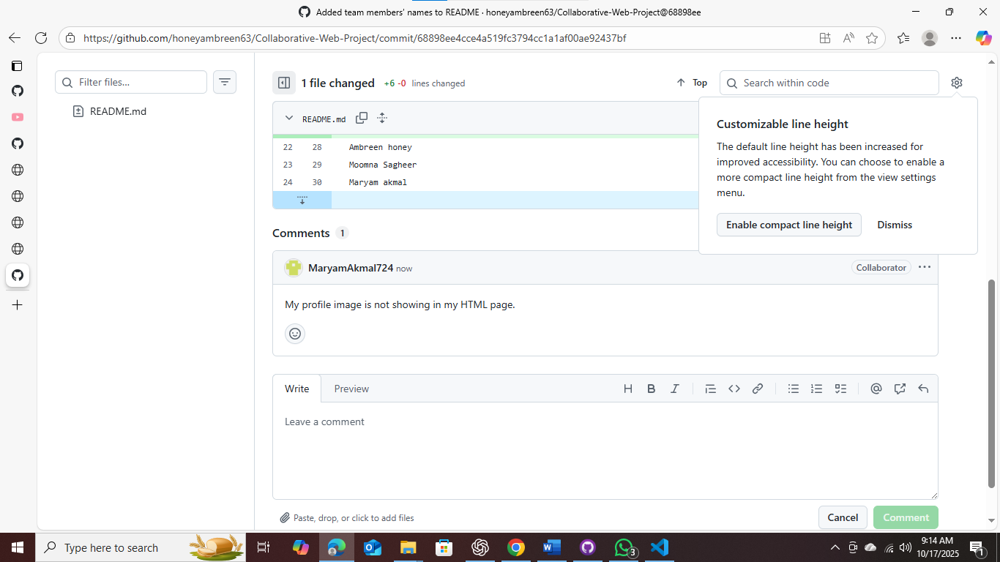 Added team members’ names to README · honeyambreen63/Collaborative-Web-Project@68898ee
https://github.com/honeyambreen63/Collaborative-Web-Project/commit/68898ee4cce4a519fc3794cc1a1af00ae92437bf
Filter files...
README.md
1 file changed +6 -0 lines changed
Top
Search within code
README.md
22 28 Ambreen honey
23 29 Moomna Sagheer
24 30 Maryam akmal
Customizable line height
The default line height has been increased for
improved accessibility. You can choose to enable a
more compact line height from the view settings
menu.
Enable compact line height Dismiss
Comments 1
MaryamAkmal724 now
Collaborator
My profile image is not showing in my HTML page.
Write Preview
Leave a comment
Paste, drop, or click to add files
Cancel Comment
Type here to search
3
9:14 AM
10/17/2025
1